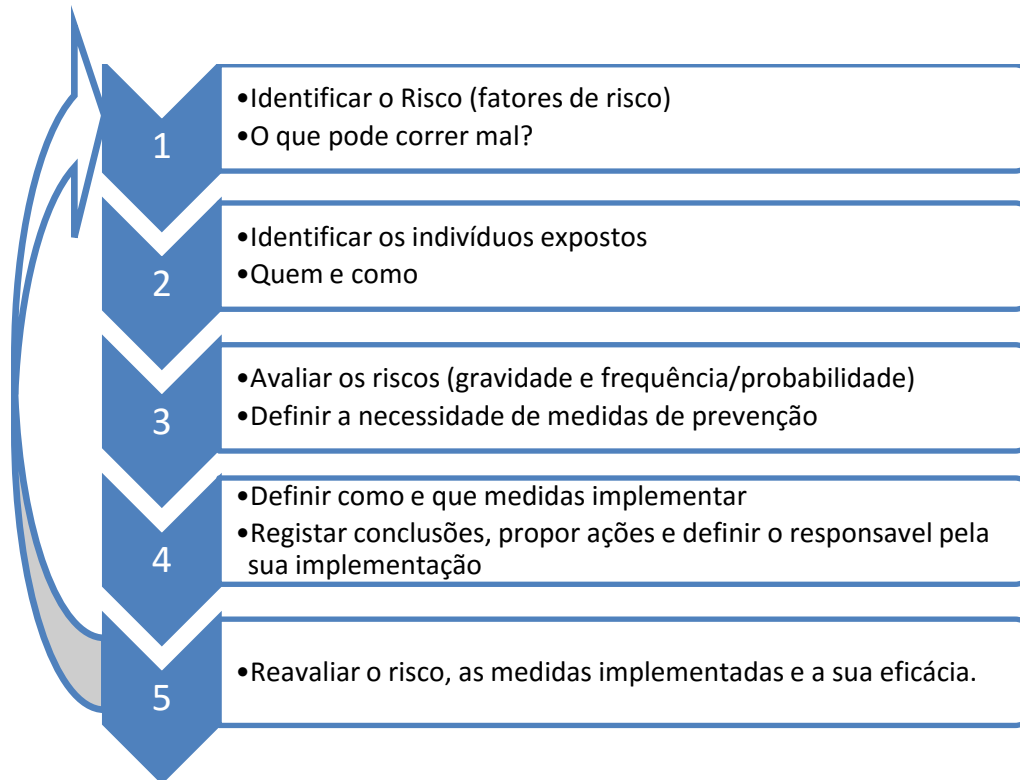 1
•Identificar o Risco (fatores de risco)
•O que pode correr mal?
2
•Identificar os indivíduos expostos
•Quem e como
3
•Avaliar os riscos (gravidade e frequência/probabilidade)
•Definir a necessidade de medidas de prevenção
4
•Definir como e que medidas implementar
•Registar conclusões, propor ações e definir o responsavel pela
sua implementação
5
•Reavaliar o risco, as medidas implementadas e a sua eficácia.